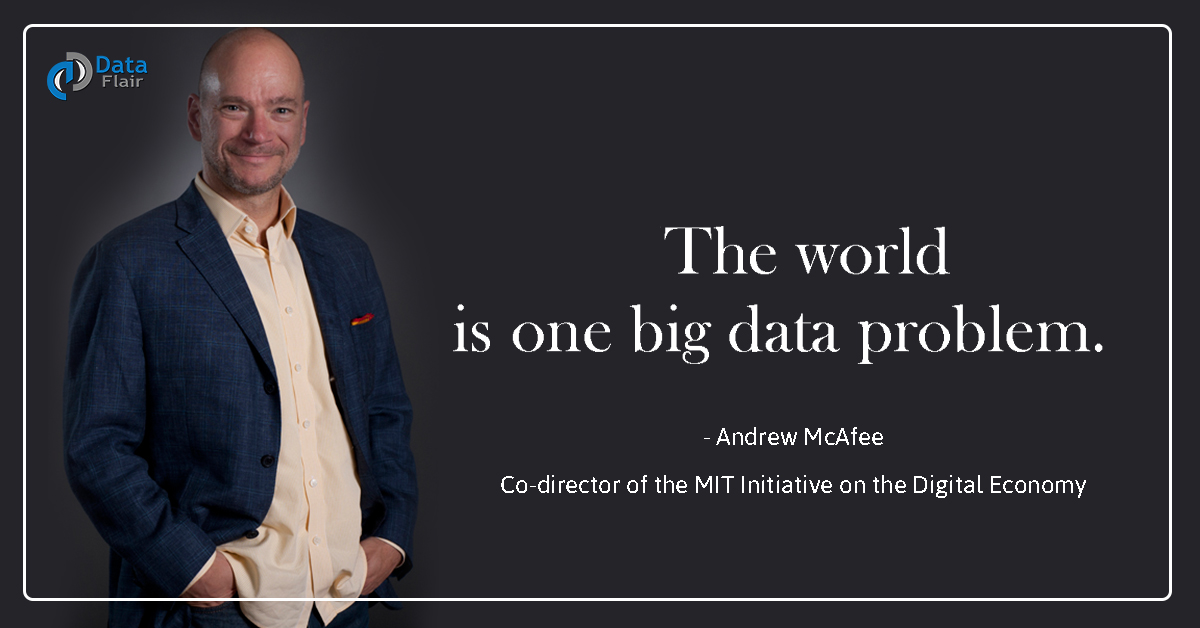 Data
Flair
The world
is one big data problem.
- Andrew McAfee
Co-director of the MIT Initiative on the Digital Economy